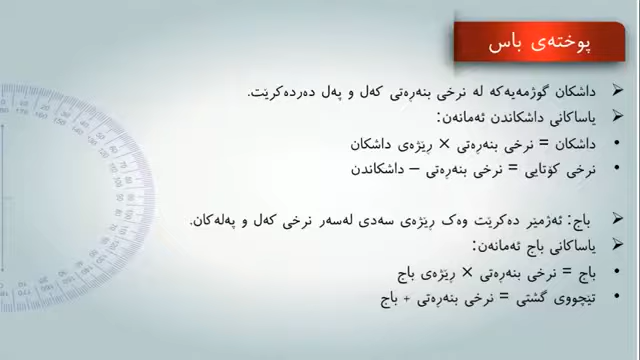 پوختەی باس
داشکان گوژمەیەکە لە نرخی بنەڕەتی کەل و پەل دەردەکرێت.
یاساکانی داشکاندن ئەمانەن:
داشکان = نرخی بنەڕەتی × ڕێژەی داشکان
نرخی کۆتایی = نرخی بنەڕەتی – داشکاندن
باج: ئەژمێر دەکرێت وەک ڕێژەی سەدی لەسەر نرخی کەل و پەلەکان.
یاساکانی باج ئەمانەن:
باج = نرخی بنەڕەتی × ڕێژەی باج
تێچووی گشتی = نرخی بنەڕەتی + باج